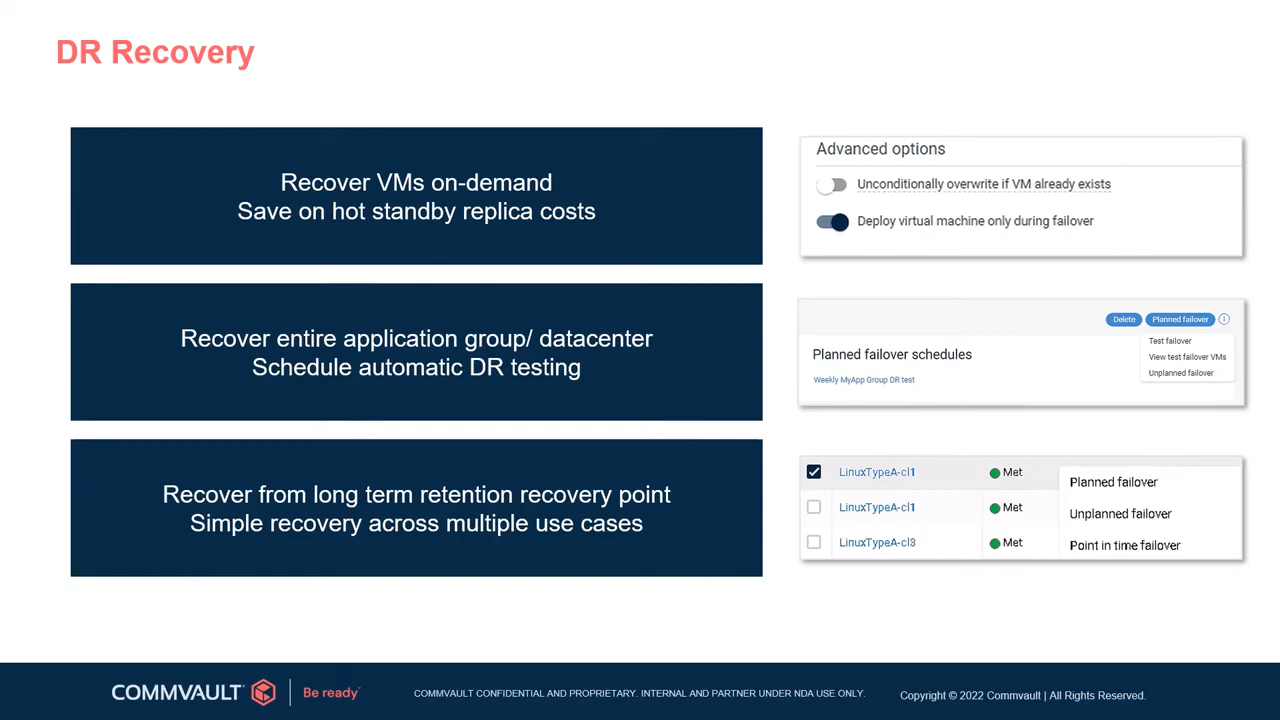 DR Recovery
Recover VMs on-demand
Save on hot standby replica costs
Advanced options
Unconditionally overwrite if VM already exists
Deploy virtual machine only during failover
Recover entire application group/ datacenter
Schedule automatic DR testing
Delete
Planned failover
Test failover
Planned failover schedules
View test failover VMs
Unplanned failover
Weekly MyApp Group DR test
Recover from long term retention recovery point
Simple recovery across multiple use cases
LinuxTypeA-cl1 Met
LinuxTypeA-cl1 Met
LinuxTypeA-cl3 Met
Planned failover
Unplanned failover
Point in time failover
COMMVAULT Be ready
COMMVAULT CONFIDENTIAL AND PROPRIETARY. INTERNAL AND PARTNER UNDER NDA USE ONLY.
Copyright © 2022 Commvault | All Rights Reserved.